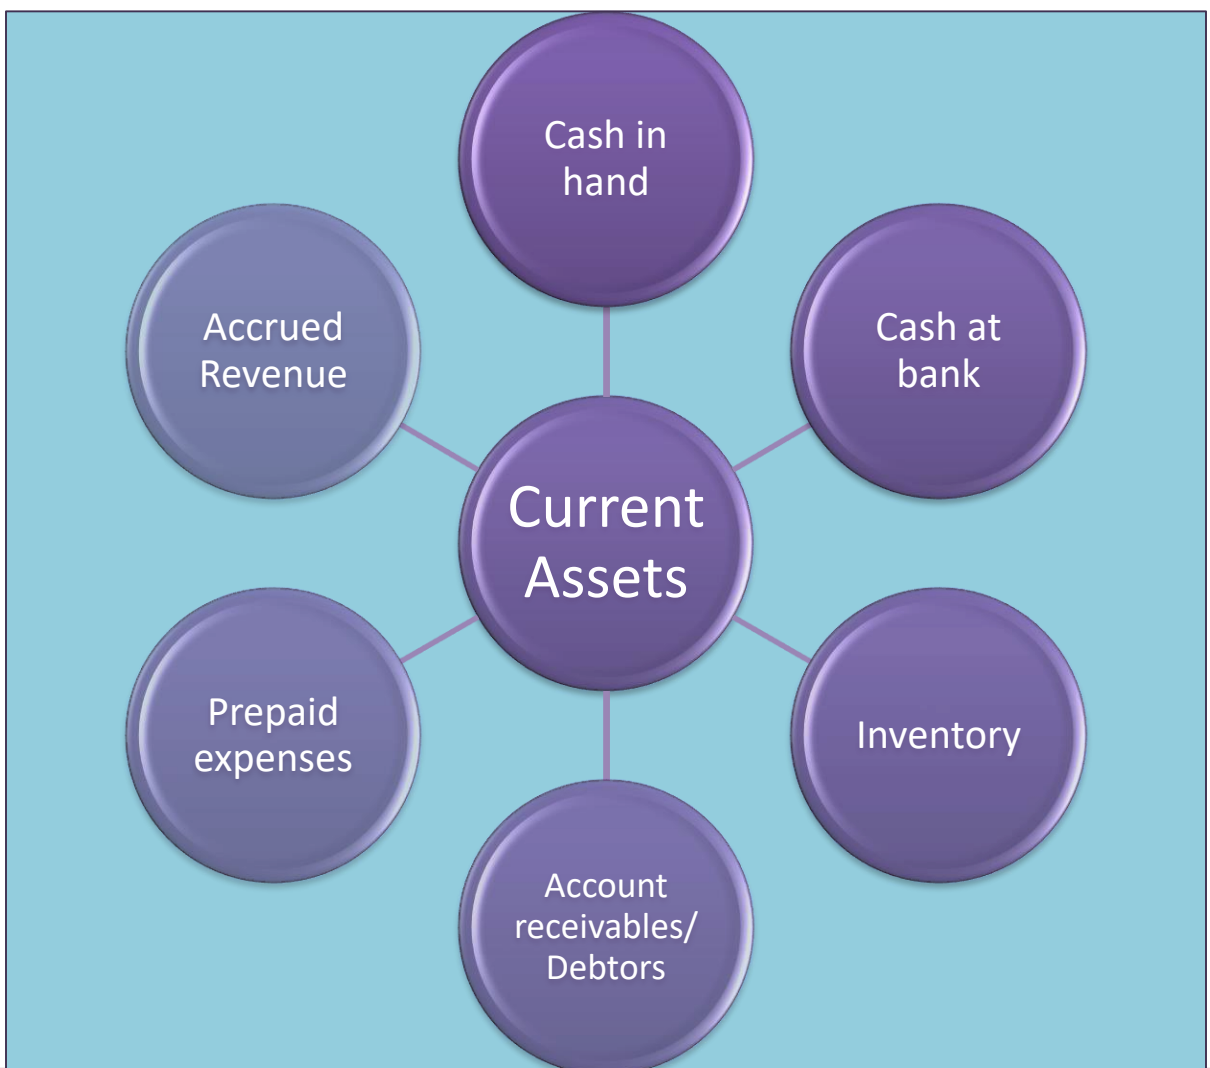 Cash in
hand
Cash at
bank
Inventory
Account
receivables/
Debtors
Prepaid
expenses
Accrued
Revenue
Current
Assets